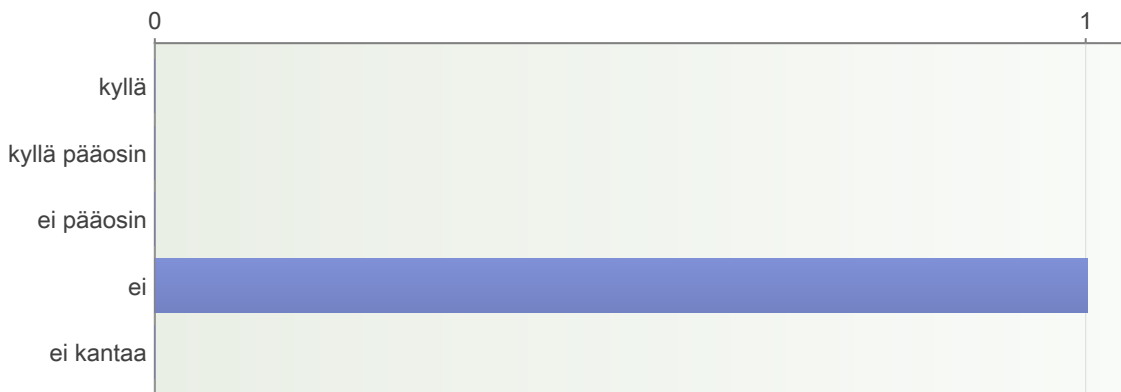 0 1
kyllä
kyllä pääosin
ei pääosin
ei
ei kantaa